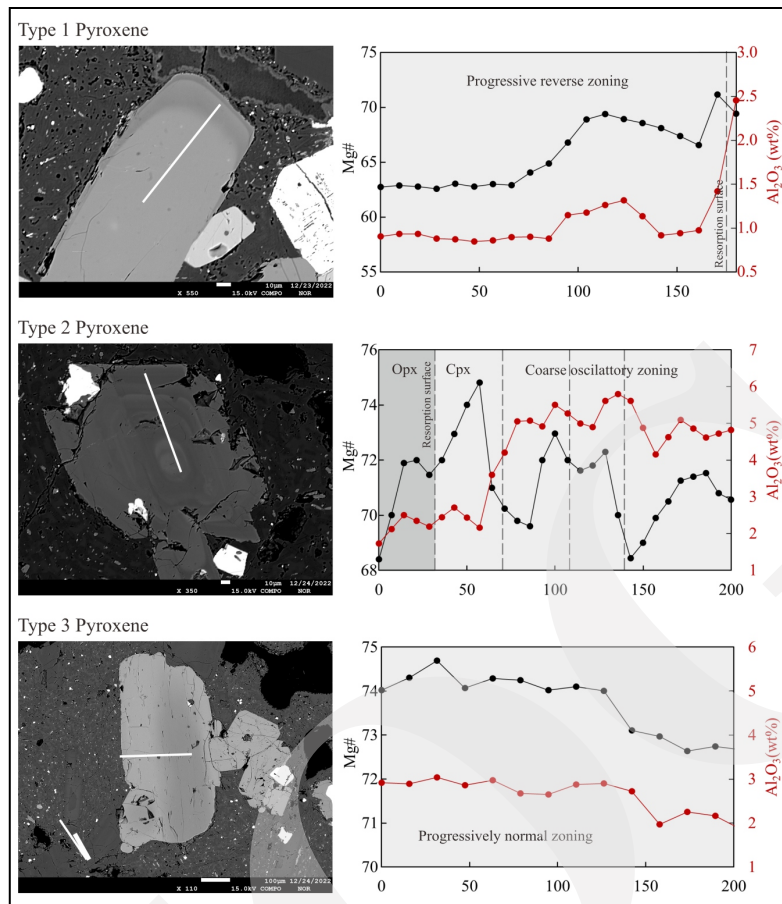 Type 1 Pyroxene
X 550 15.0kV COMPO NOR 10μm 12/23/2022
75
70
65
60
55
Mg#
Progressive reverse zoning
Resorption surface
3.0
2.5
2.0
1.5
1.0
0.5
Al₂O₃ (wt%)
0 50 100 150
Type 2 Pyroxene
X 350 15.0kV COMPO NOR 10μm 12/24/2022
76
74
72
70
68
Mg#
Opx
Resorption surface
Cpx
Coarse oscilattory zoning
7
6
5
4
3
2
1
Al₂O₃(wt%)
0 50 100 150 200
Type 3 Pyroxene
X 110 15.0kV COMPO NOR 100μm 12/24/2022
75
74
73
72
71
70
Mg#
Progressively normal zoning
6
5
4
3
2
1
Al₂O₃(wt%)
0 50 100 150 200